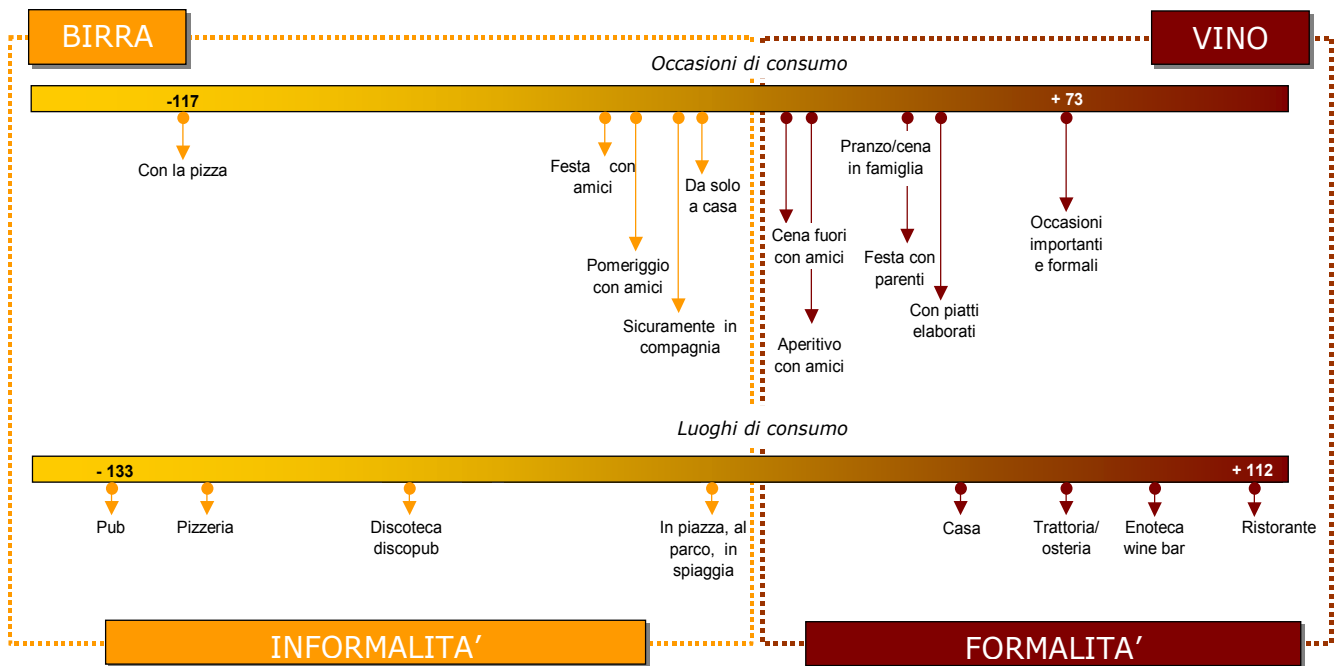 BIRRA
VINO
Occasioni di consumo
-117
+ 73
Con la pizza
Festa con
amici
Pomeriggio
con amici
Sicuramente in
compagnia
Da solo
a casa
Cena fuori
con amici
Aperitivo
con amici
Pranzo/cena
in famiglia
Festa con
parenti
Con piatti
elaborati
Occasioni
importanti
e formali
Luoghi di consumo
- 133
+ 112
Pub
Pizzeria
Discoteca
discopub
In piazza, al
parco, in
spiaggia
Casa
Trattoria/
osteria
Enoteca
wine bar
Ristorante
INFORMALITA’
FORMALITA’